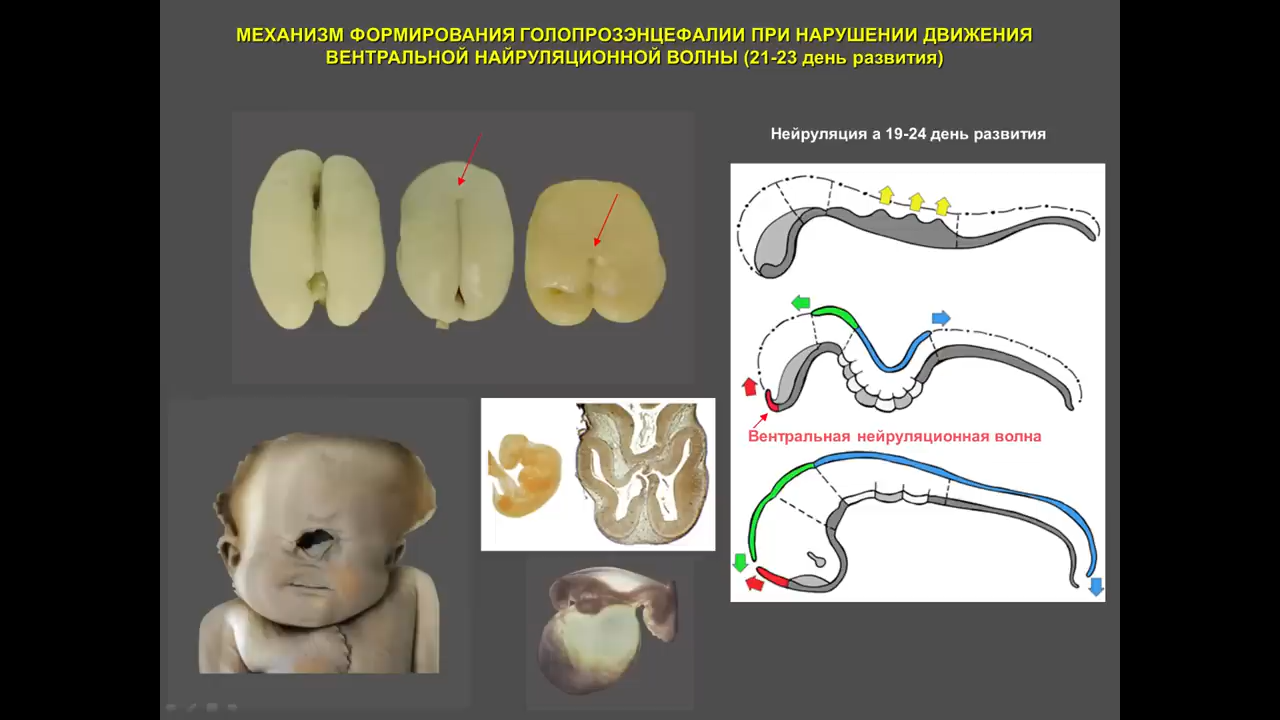 МЕХАНИЗМ ФОРМИРОВАНИЯ ГОЛОПРОЗЭНЦЕФАЛИИ ПРИ НАРУШЕНИИ ДВИЖЕНИЯ
ВЕНТРАЛЬНОЙ НАЙРУЛЯЦИОННОЙ ВОЛНЫ (21-23 день развития)
Нейруляция а 19-24 день развития
Вентральная нейруляционная волна